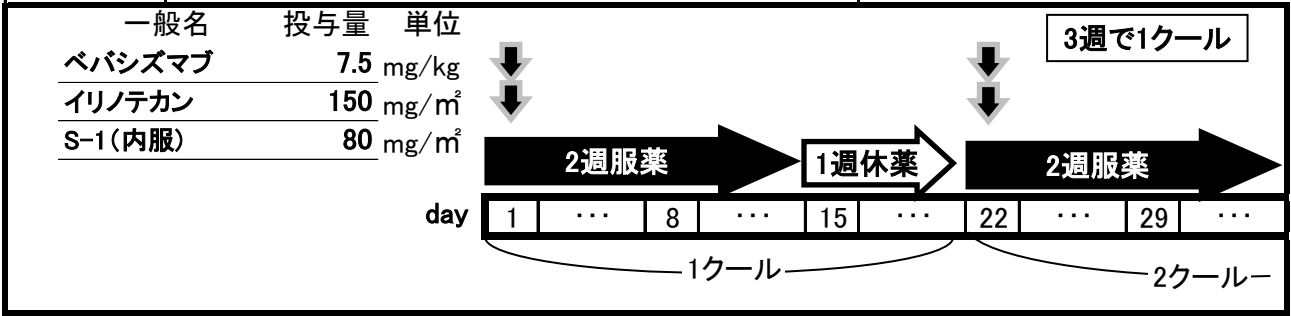 一般名 投与量 単位
3週で1クール
ベバシズマブ 7.5 mg/kg
イリノテカン 150 mg/㎡
S-1(内服) 80 mg/㎡
2週服薬 1週休薬 2週服薬
day 1 ･･･ 8 ･･･ 15 ･･･ 22 ･･･ 29 ･･･
1クール
2クール